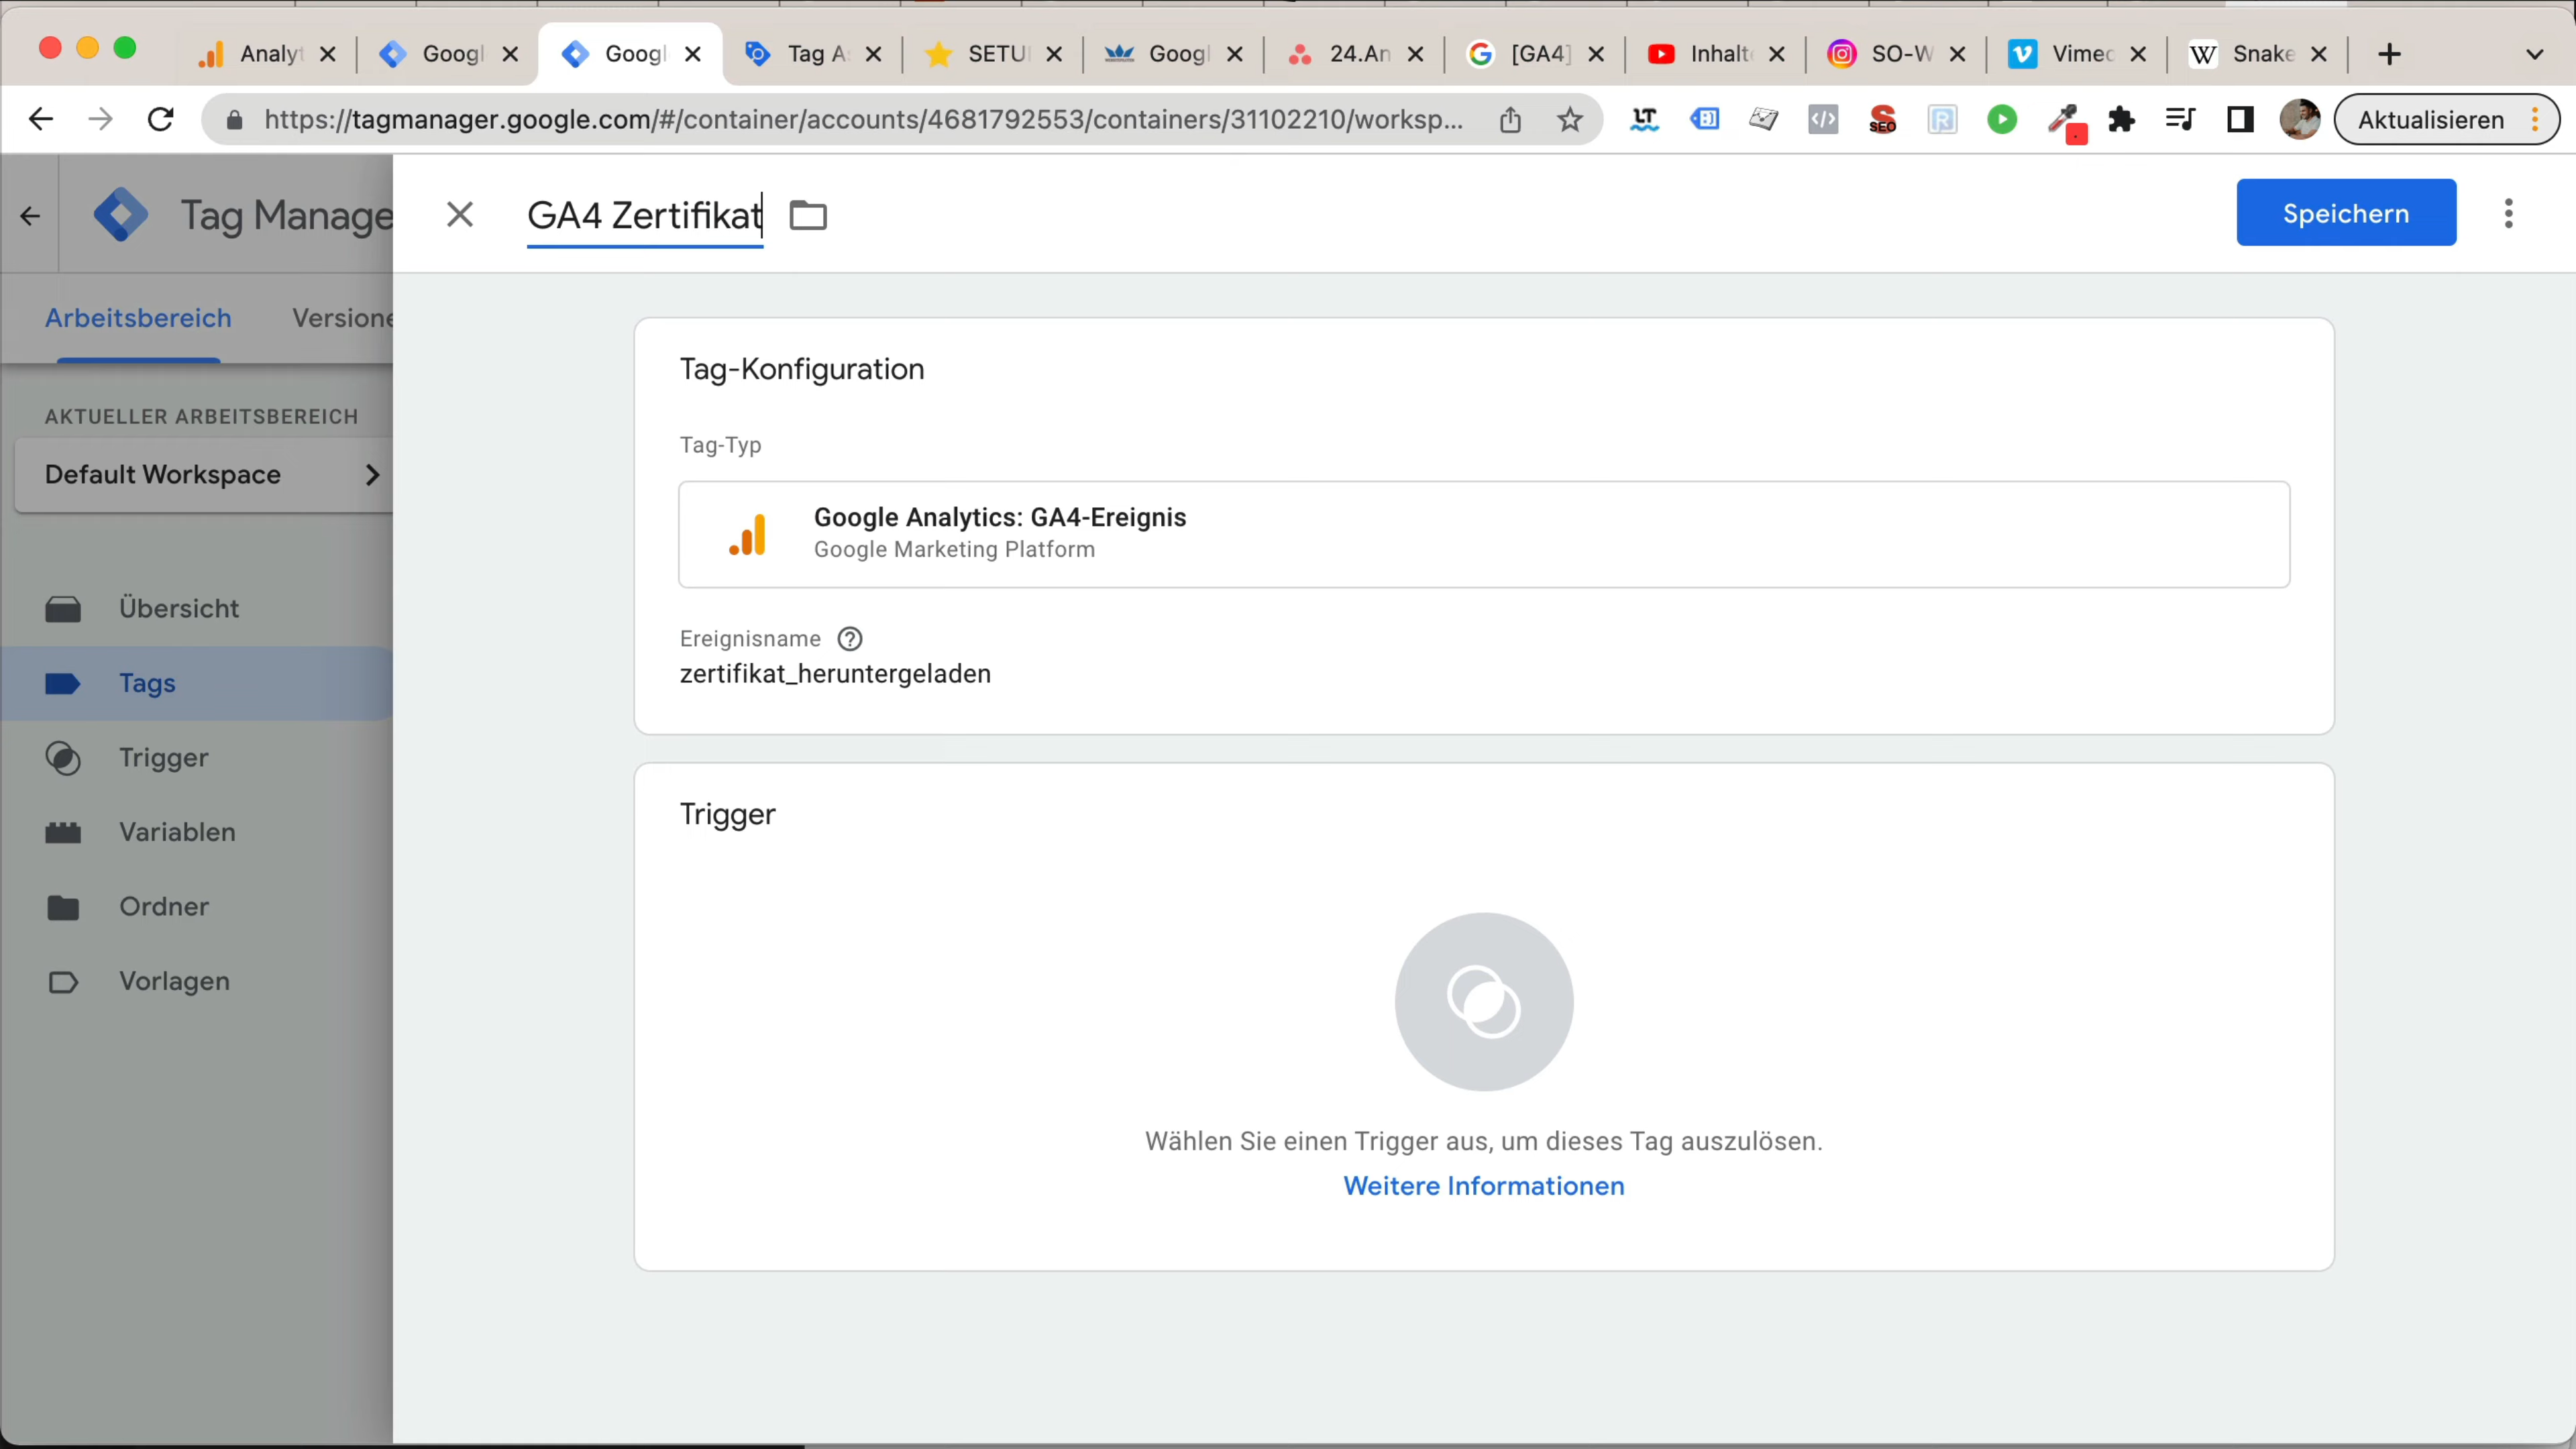 Analyt
Googl
Googl
Tag A
SETU
Googl
24.An
[GA4]
Inhalt
SO-W
Vimeo
Snake
https://tagmanager.google.com/#/container/accounts/4681792553/containers/31102210/worksp...
Aktualisieren
Tag Manage
GA4 Zertifikat
Speichern
Arbeitsbereich
Versione
AKTUELLER ARBEITSBEREICH
Default Workspace
Übersicht
Tags
Trigger
Variablen
Ordner
Vorlagen
Tag-Konfiguration
Tag-Typ
Google Analytics: GA4-Ereignis
Google Marketing Platform
Ereignisname
zertifikat_heruntergeladen
Trigger
Wählen Sie einen Trigger aus, um dieses Tag auszulösen.
Weitere Informationen